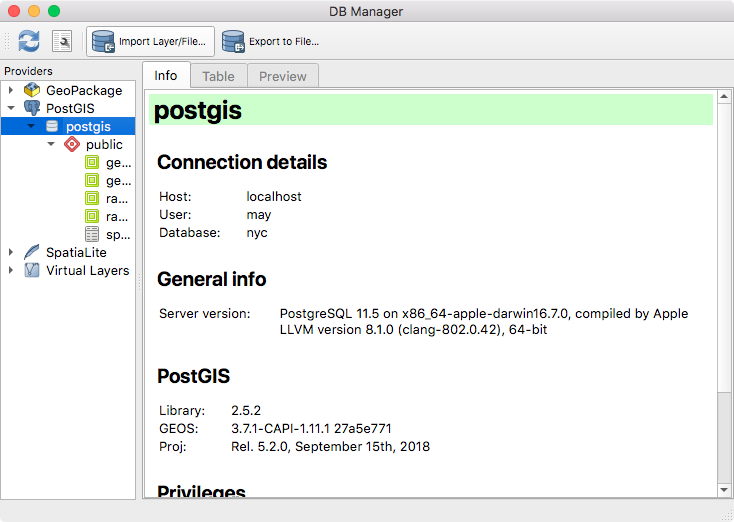 DB Manager
Import Layer/File...
Export to File...
Providers
GeoPackage
PostGIS
postgis
public
ge...
ge...
ra...
ra...
sp...
SpatiaLite
Virtual Layers
Info
Table
Preview
postgis
Connection details
Host: localhost
User: may
Database: nyc
General info
Server version: PostgreSQL 11.5 on x86_64-apple-darwin16.7.0, compiled by Apple
LLVM version 8.1.0 (clang-802.0.42), 64-bit
PostGIS
Library: 2.5.2
GEOS: 3.7.1-CAPI-1.11.1 27a5e771
Proj: Rel. 5.2.0, September 15th, 2018
Privileges